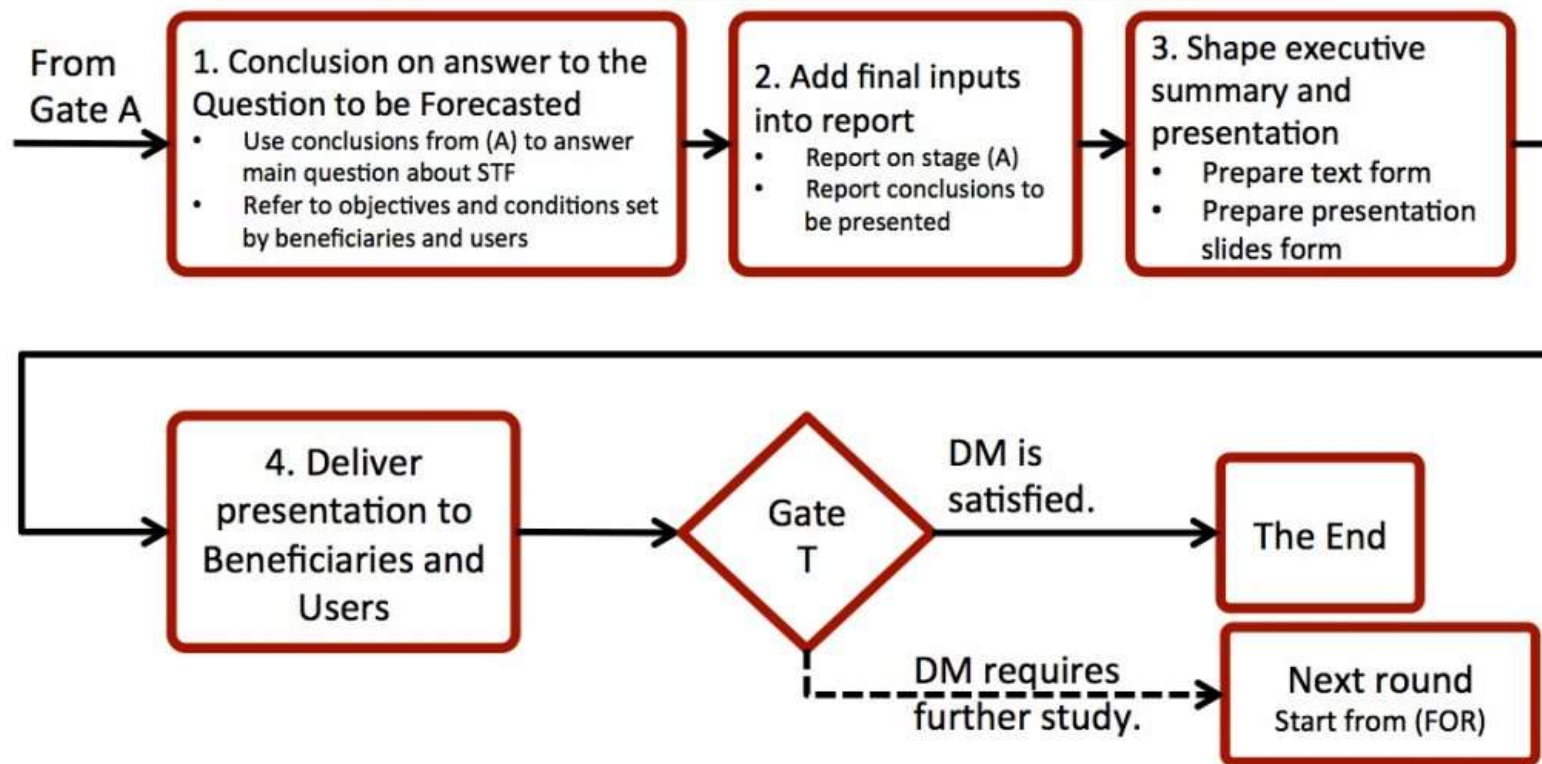 From
Gate A
1. Conclusion on answer to the
Question to be Forecasted
• Use conclusions from (A) to answer
main question about STF
• Refer to objectives and conditions set
by beneficiaries and users
2. Add final inputs
into report
• Report on stage (A)
• Report conclusions to
be presented
3. Shape executive
summary and
presentation
• Prepare text form
• Prepare presentation
slides form
4. Deliver
presentation to
Beneficiaries and
Users
Gate
T
DM is
satisfied.
The End
DM requires
further study.
Next round
Start from (FOR)